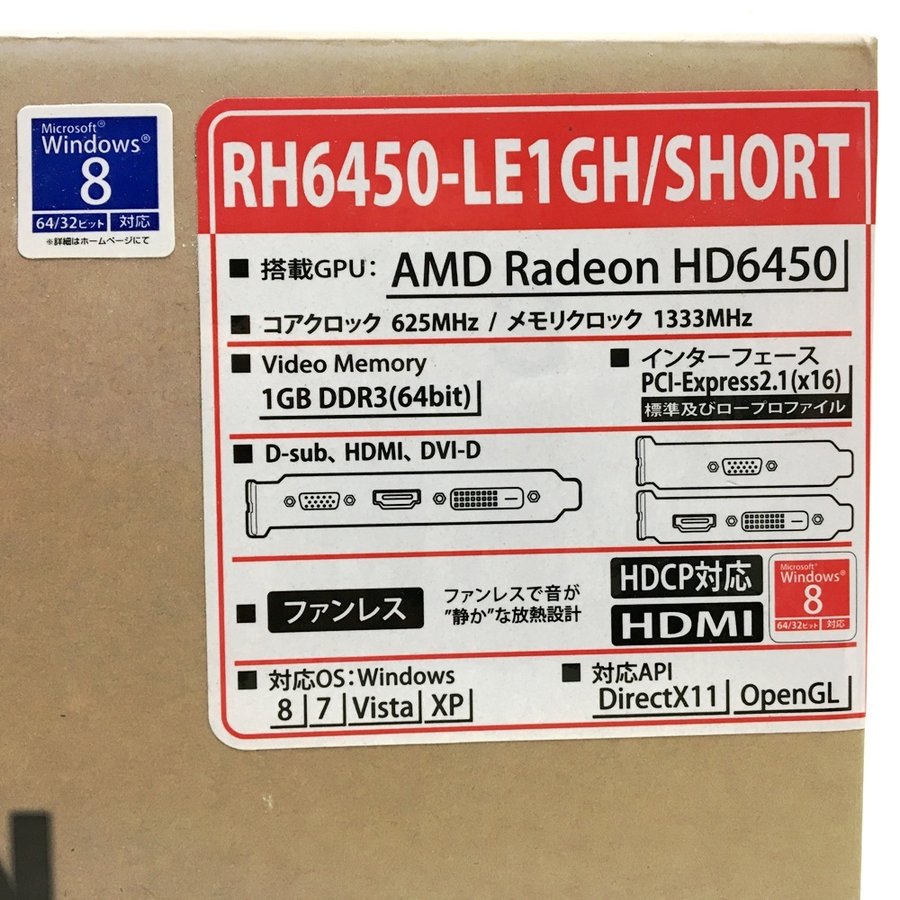 Microsoft®
Windows®
8
64/32ビット 対応
※詳細はホームページにて
RH6450-LE1GH/SHORT
■ 搭載GPU: AMD Radeon HD6450
■ コアクロック 625MHz / メモリクロック 1333MHz
■ Video Memory
1GB DDR3(64bit)
■ インターフェース
PCI-Express2.1(x16)
標準及びロープロファイル
■ D-sub、HDMI、DVI-D
■ ファンレス
ファンレスで音が
"静か"な放熱設計
HDCP対応
HDMI
Microsoft®
Windows®
8
64/32ビット 対応
■ 対応OS:Windows
8 7 Vista XP
■ 対応API
DirectX11 OpenGL